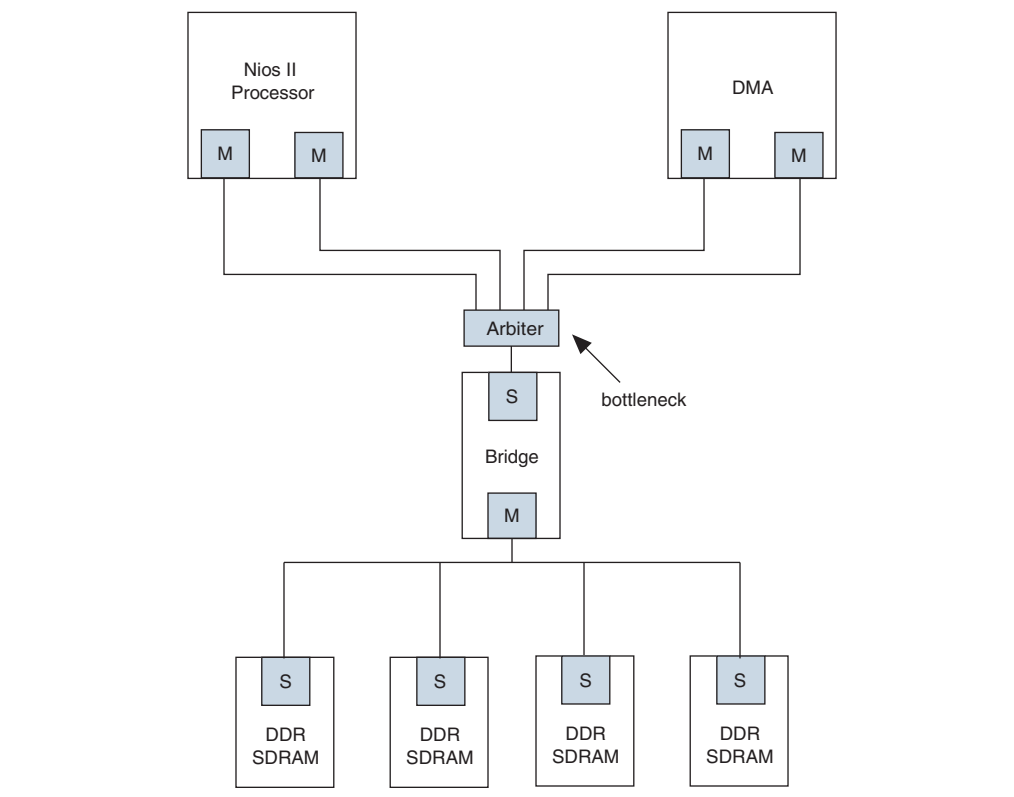 Nios II
Processor
DMA
M
M
M
M
Arbiter
bottleneck
S
Bridge
M
S
S
S
S
DDR
SDRAM
DDR
SDRAM
DDR
SDRAM
DDR
SDRAM